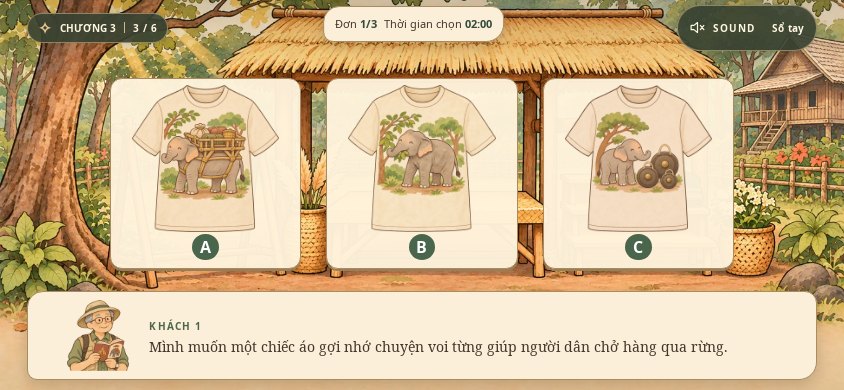 CHƯƠNG 3 | 3 / 6
Đơn 1/3 Thời gian chọn 02:00
SOUND Sổ tay
A
B
C
KHÁCH 1
Mình muốn một chiếc áo gợi nhớ chuyện voi từng giúp người dân chở hàng qua rừng.